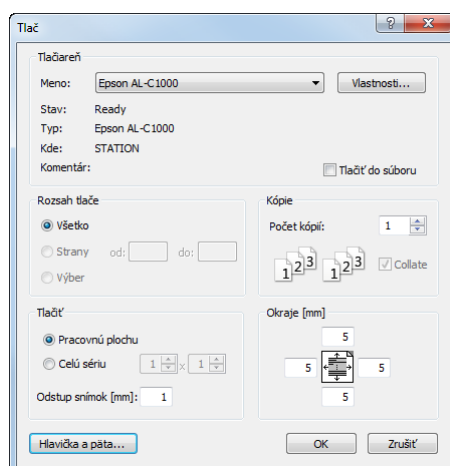 Tlač
Tlačiareň
Meno: Epson AL-C1000 Vlastnosti...
Stav: Ready
Typ: Epson AL-C1000
Kde: STATION
Komentár: Tlačiť do súboru
Rozsah tlače
Všetko
Strany od: do:
Výber
Kópie
Počet kópií: 1
1 2 3 1 2 3 Collate
Tlačiť
Pracovnú plochu
Celú sériu 1 x 1
Odstup snímok [mm]: 1
Okraje [mm]
5
5 5
5
Hlavička a päta... OK Zrušiť